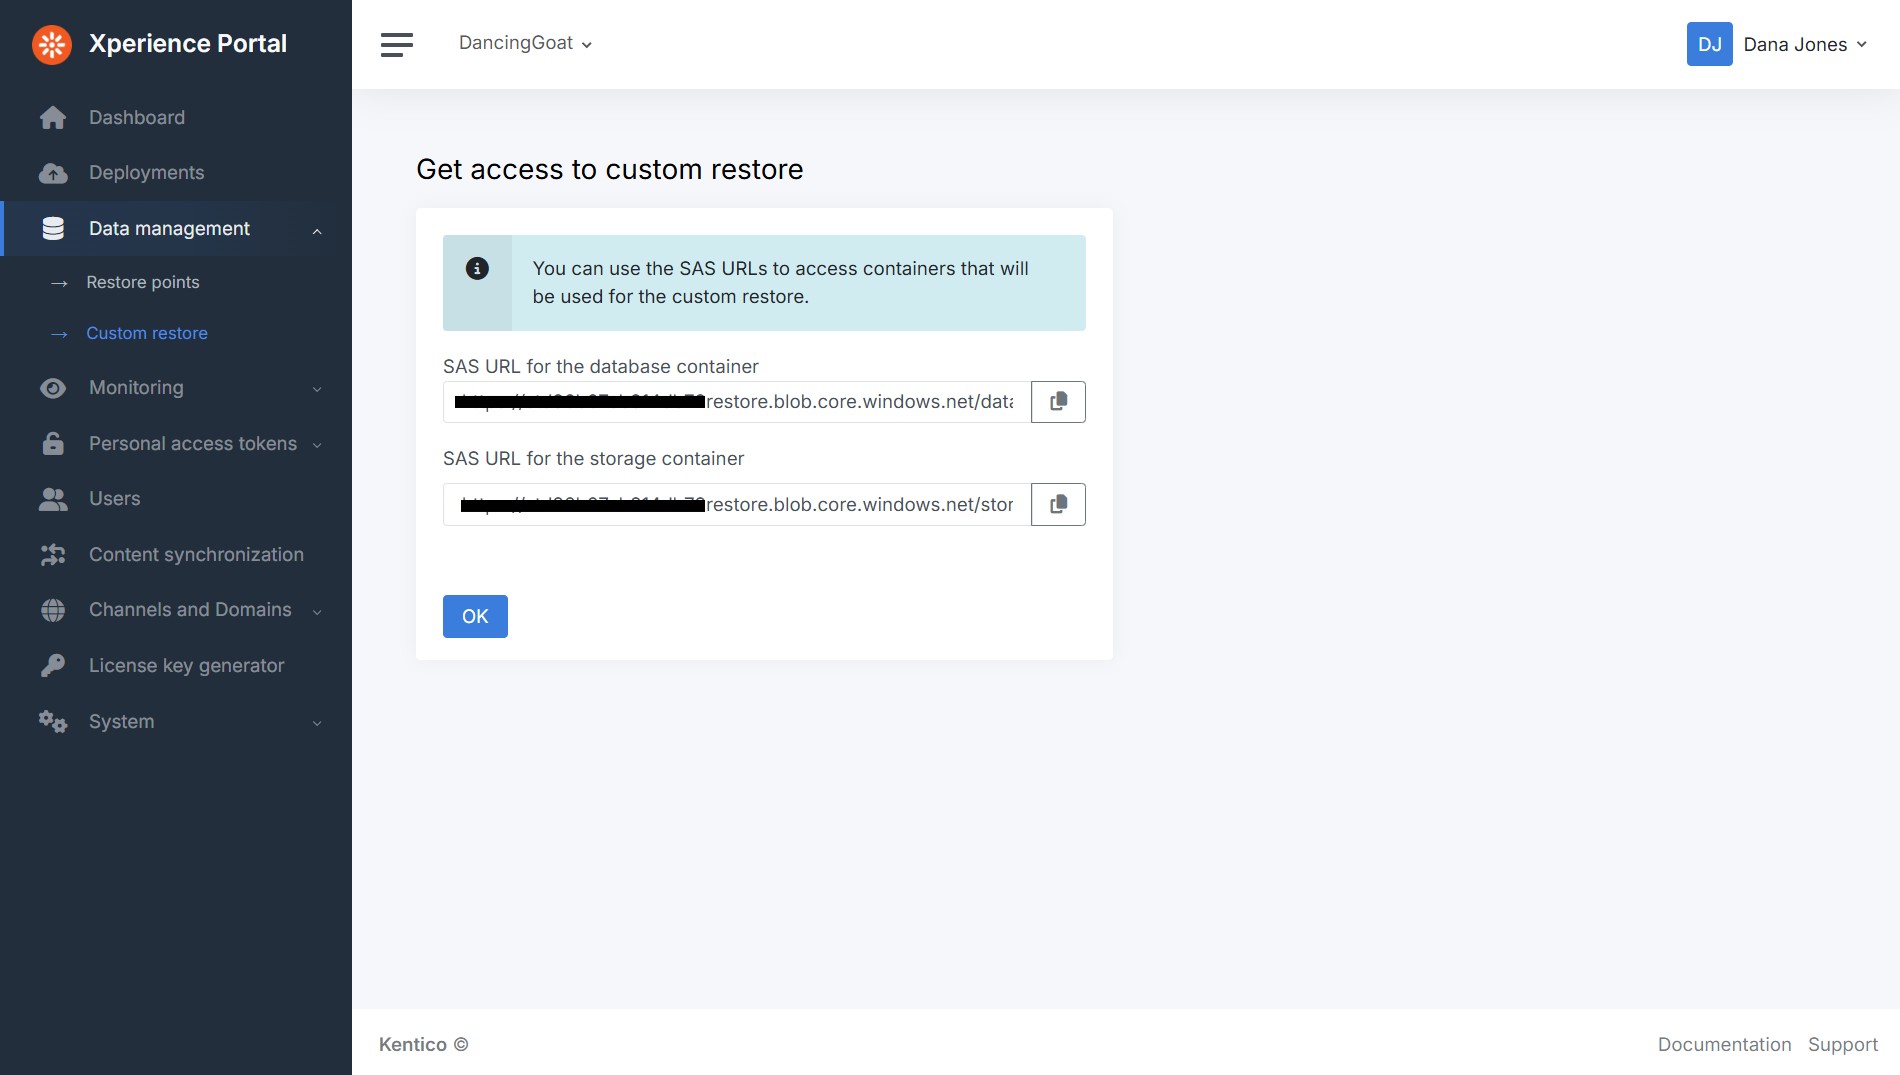 Xperience Portal
DancingGoat
DJ Dana Jones
Dashboard
Deployments
Data management
Restore points
Custom restore
Monitoring
Personal access tokens
Users
Content synchronization
Channels and Domains
License key generator
System
Get access to custom restore
You can use the SAS URLs to access containers that will
be used for the custom restore.
SAS URL for the database container
restore.blob.core.windows.net/data
SAS URL for the storage container
restore.blob.core.windows.net/stor
OK
Kentico ©
Documentation Support